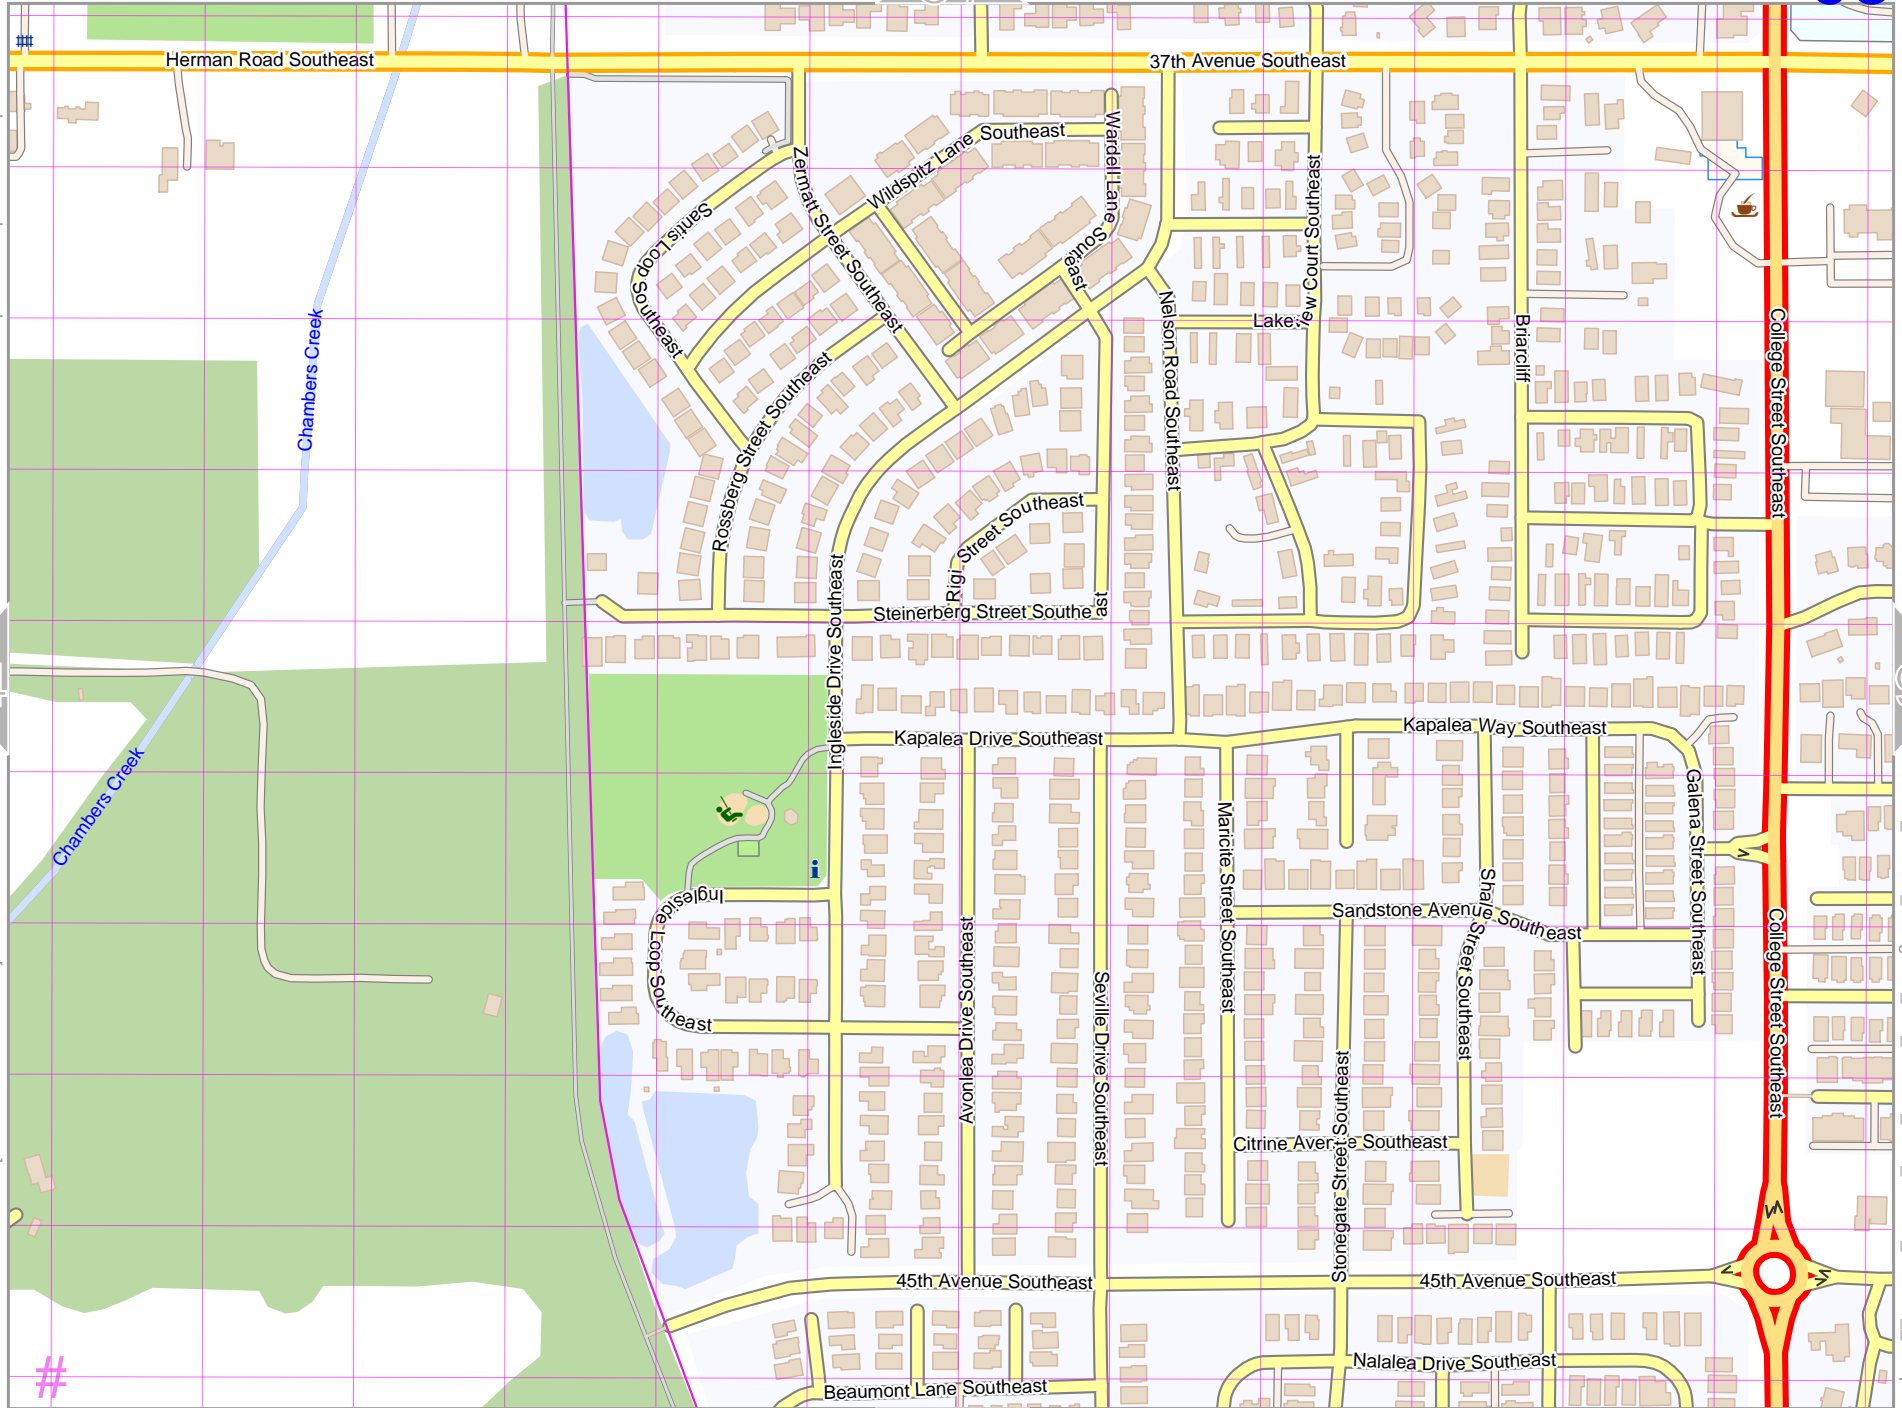 Herman Road Southeast
37th Avenue Southeast
Wildspitz Lane Southeast
Wardell Lane
Southeast
Zermatt Street Southeast
Santis Loop
Southeast
Chambers Creek
Nelson Road Southeast
Court Southeast
Briarcliff
College Street Southeast
Rossberg Street Southeast
Rigi Street Southeast
Steinerberg Street Southeast
Ingleside Drive Southeast
Kapalea Drive Southeast
Kapalea Way Southeast
Chambers Creek
Galena Street Southeast
Maricite Street Southeast
Ingleside
Loop Southeast
Sandstone Avenue Southeast
Street Southeast
Avonlea Drive Southeast
Seville Drive Southeast
College Street Southeast
Citrine Avenue Southeast
Stonegate Street Southeast
45th Avenue Southeast
45th Avenue Southeast
Nalalea Drive Southeast
Beaumont Lane Southeast
#